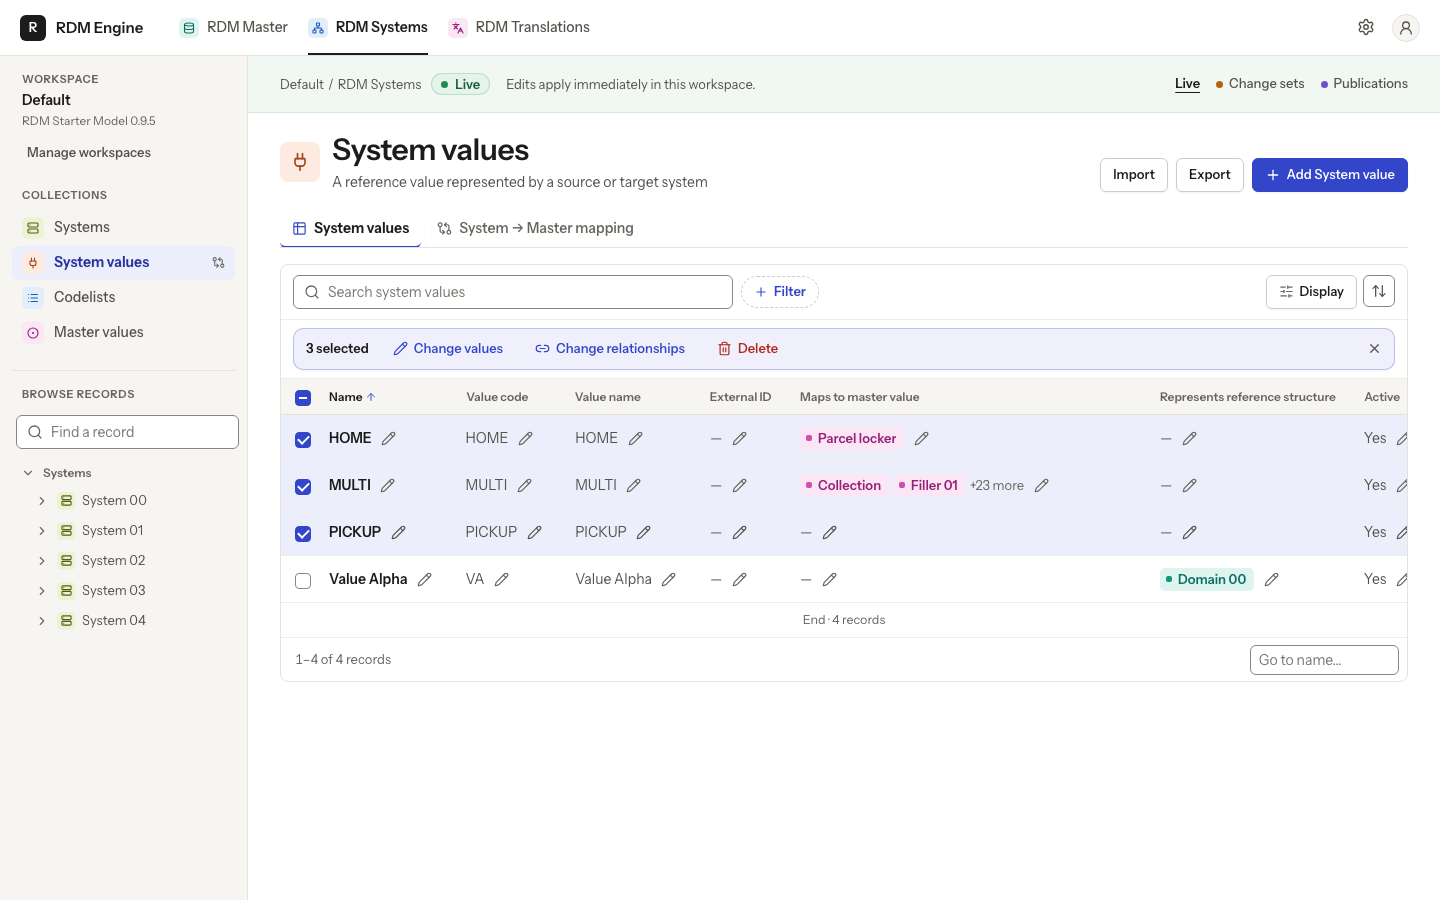 R RDM Engine RDM Master RDM Systems RDM Translations
WORKSPACE
Default
RDM Starter Model 0.9.5
Manage workspaces
COLLECTIONS
Systems
System values
Codelists
Master values
BROWSE RECORDS
Find a record
Systems
System 00
System 01
System 02
System 03
System 04
Default / RDM Systems Live Edits apply immediately in this workspace. Live Change sets Publications
System values
A reference value represented by a source or target system
Import Export Add System value
System values System → Master mapping
Search system values Filter Display
3 selected Change values Change relationships Delete
Name ↑ Value code Value name External ID Maps to master value Represents reference structure Active
HOME HOME HOME — Parcel locker — Yes
MULTI MULTI MULTI — Collection Filler 01 +23 more — Yes
PICKUP PICKUP PICKUP — — — Yes
Value Alpha VA Value Alpha — — Domain 00 Yes
End · 4 records
1–4 of 4 records Go to name...